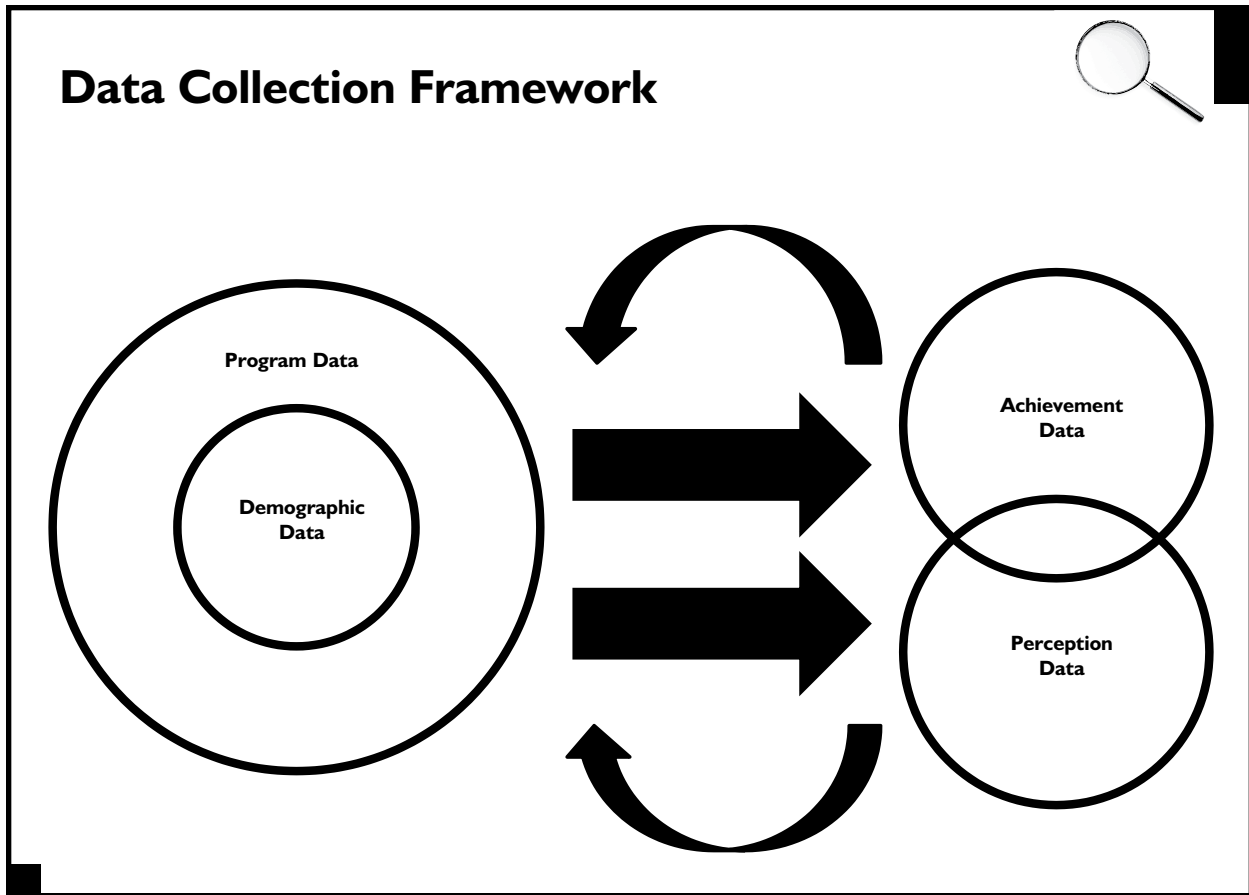 Data Collection Framework
Program Data
Demographic
Data
Achievement
Data
Perception
Data